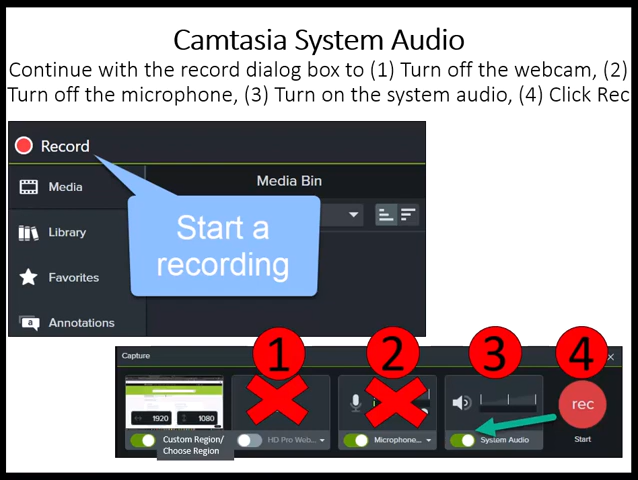 Camtasia System Audio
Continue with the record dialog box to (1) Turn off the webcam, (2)
Turn off the microphone, (3) Turn on the system audio, (4) Click Rec
Record
Media
Media Bin
Start a
recording
Library
Favorites
a
Annotations
1
2
3
4
Capture
1920
1080
rec
Custom Region/
Choose Region
HD Pro Web...
Microphone...
System Audio
Start